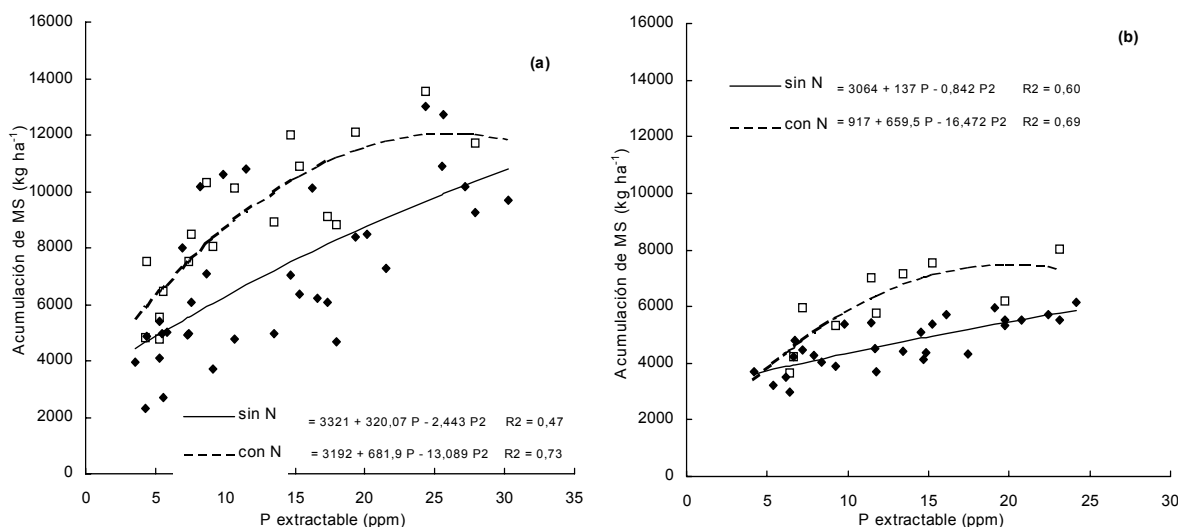 (a)
16000
14000
12000
10000
8000
6000
4000
2000
0
Acumulación de MS (kg ha⁻¹)
sin N = 3321 + 320,07 P - 2,443 P2 R2 = 0,47
con N = 3192 + 681,9 P - 13,089 P2 R2 = 0,73
0 5 10 15 20 25 30 35
P extractable (ppm)
(b)
16000
14000
12000
10000
8000
6000
4000
2000
0
Acumulación de MS (kg ha⁻¹)
sin N = 3064 + 137 P - 0,842 P2 R2 = 0,60
con N = 917 + 659,5 P - 16,472 P2 R2 = 0,69
0 5 10 15 20 25 30
P extractable (ppm)